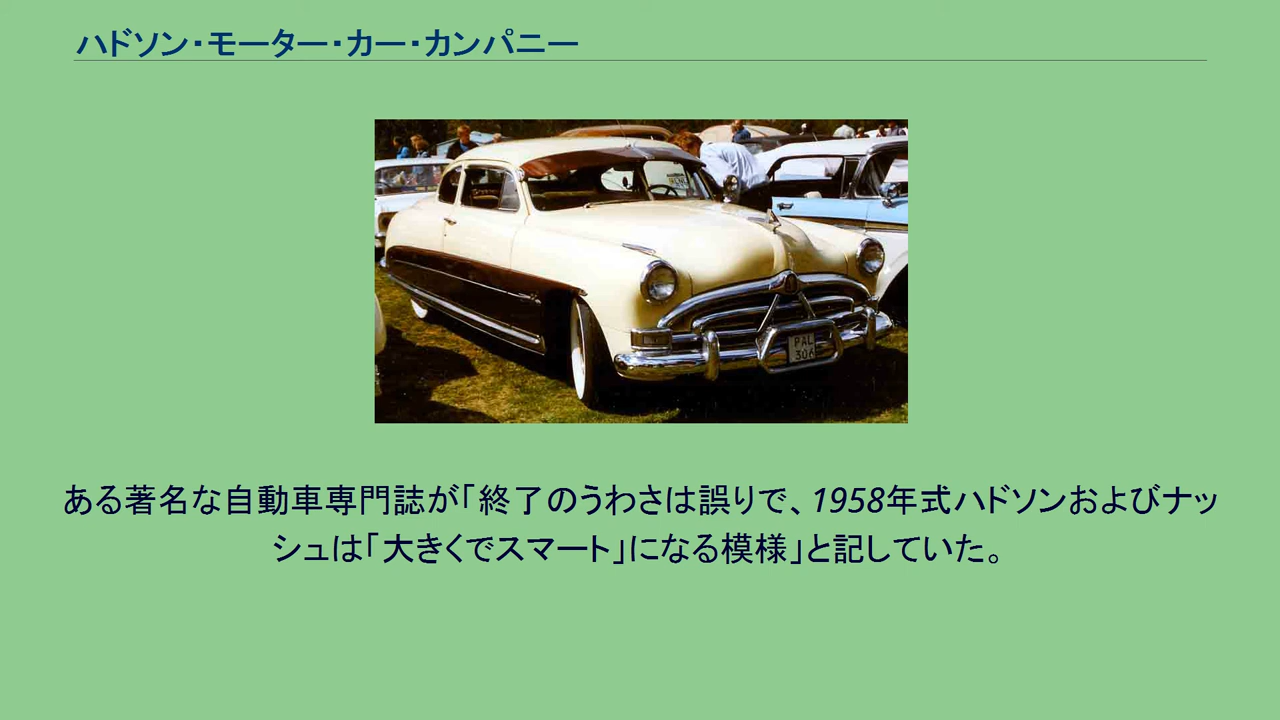 ハドソン・モーター・カー・カンパニー
PAL
306
ある著名な自動車専門誌が「終了のうわさは誤りで、1958年式ハドソンおよびナッ
シュは「大きくでスマート」になる模様」と記していた。